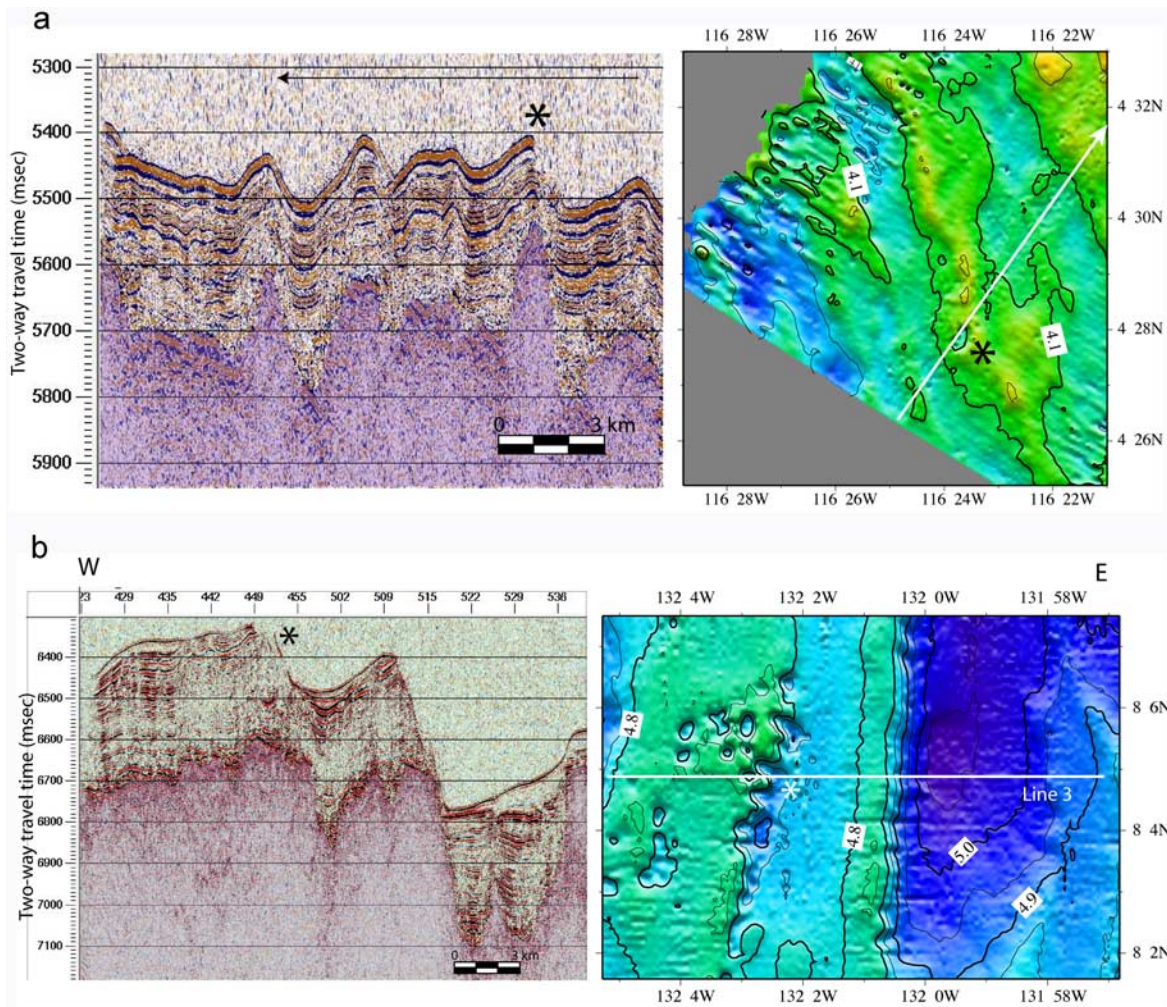 a
116 28W 116 26W 116 24W 116 22W
5300
5400
5500
5600
5700
5800
5900
Two-way travel time (msec)
*
0 3 km
4.1
4.1
*
4 32N
4 30N
4 28N
4 26N
116 28W 116 26W 116 24W 116 22W
b
W
E
23 429 435 442 449 455 502 509 515 522 529 536
6400
6500
6600
6700
6800
6900
7000
7100
Two-way travel time (msec)
*
0 3 km
132 4W 132 2W 132 0W 131 58W
4.8
4.8
5.0
4.9
*
Line 3
8 6N
8 4N
8 2N
132 4W 132 2W 132 0W 131 58W